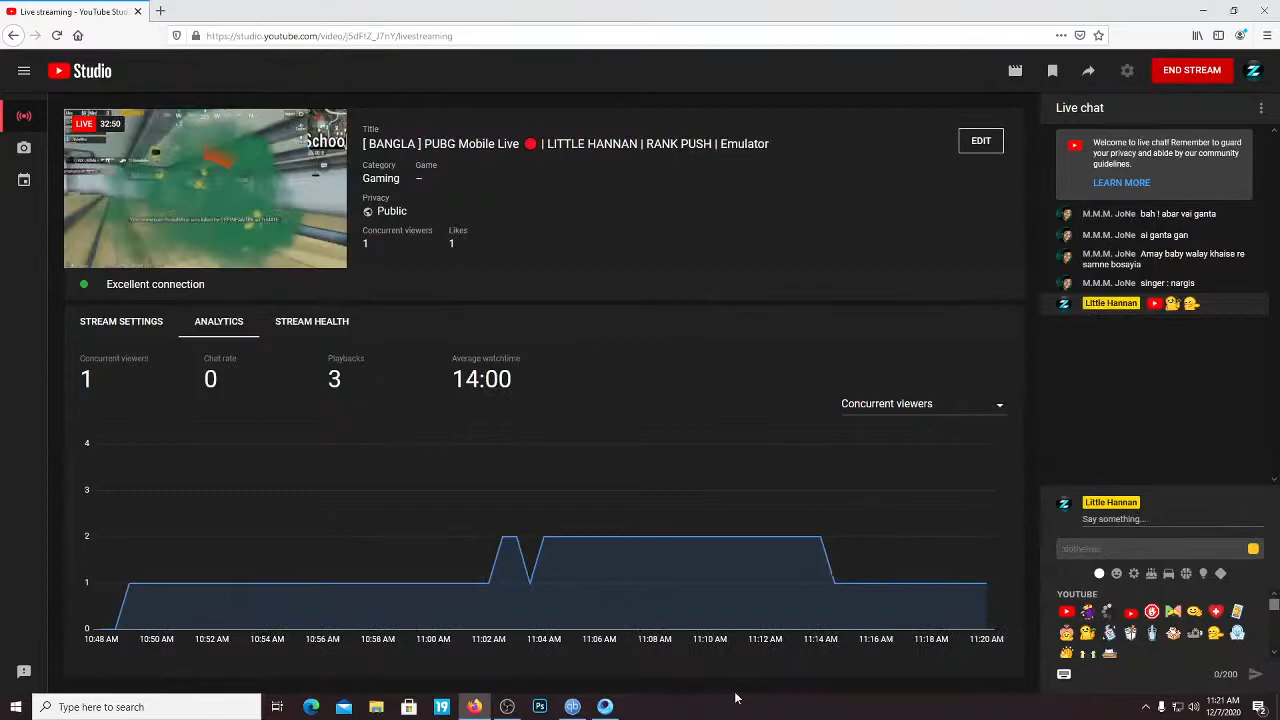 Live streaming - YouTube Stud
https://studio.youtube.com/video/j5dFtZ_J7nY/livestreaming
Studio
END STREAM
LIVE 32:50
Schoo
Title
[ BANGLA ] PUBG Mobile Live 🔴 | LITTLE HANNAN | RANK PUSH | Emulator
EDIT
Category Game
Gaming –
Privacy
Public
Concurrent viewers Likes
1 1
Excellent connection
STREAM SETTINGS ANALYTICS STREAM HEALTH
Concurrent viewers Chat rate Playbacks Average watchtime
1 0 3 14:00
Concurrent viewers
4
3
2
1
0
10:48 AM 10:50 AM 10:52 AM 10:54 AM 10:56 AM 10:58 AM 11:00 AM 11:02 AM 11:04 AM 11:06 AM 11:08 AM 11:10 AM 11:12 AM 11:14 AM 11:16 AM 11:18 AM 11:20 AM
Live chat
Welcome to live chat! Remember to guard
your privacy and abide by our community
guidelines.
LEARN MORE
M.M.M. JoNe bah ! abar vai ganta
M.M.M. JoNe ai ganta gan
M.M.M. JoNe Amay baby walay khaise re
samne bosayia
M.M.M. JoNe singer : nargis
Little Hannan
Little Hannan
Say something...
YOUTUBE
0/200
Type here to search
19
Ps
qb
11:21 AM
12/7/2020